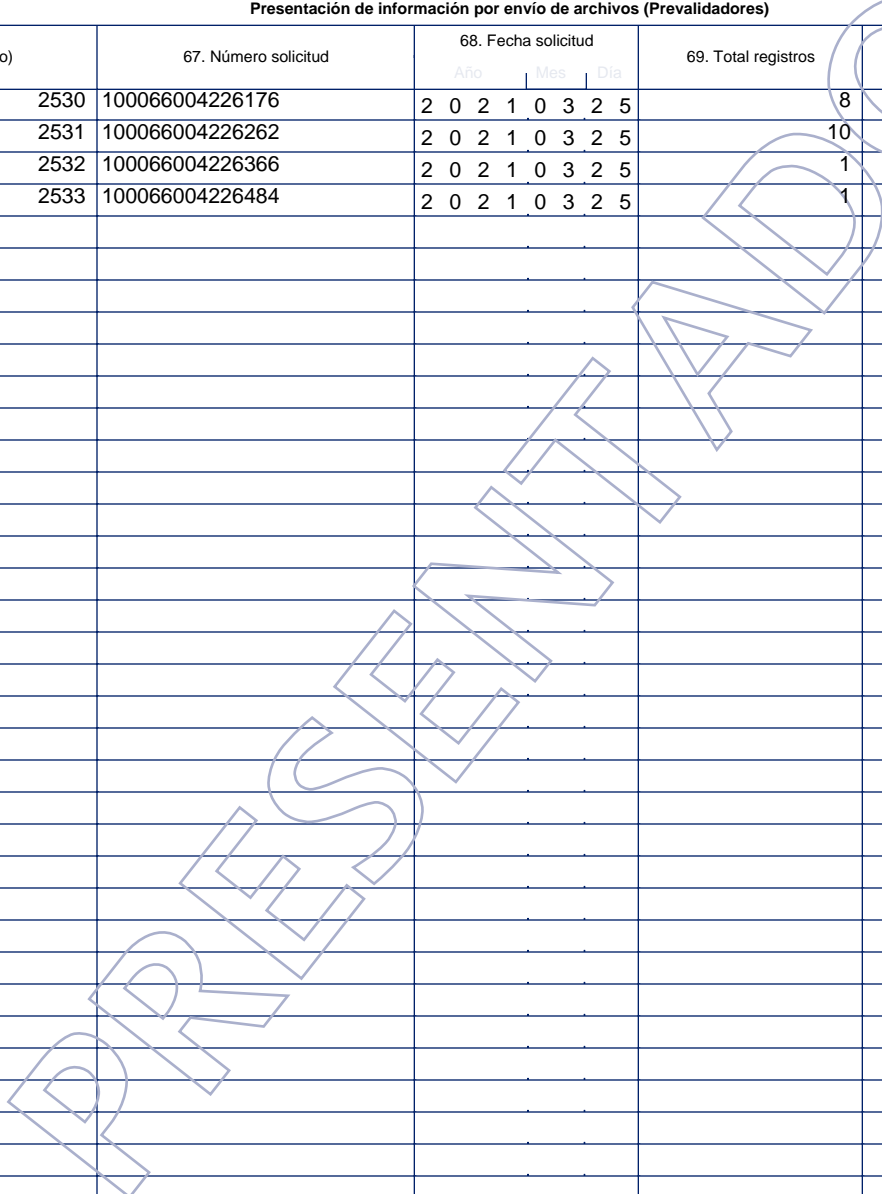 Presentación de información por envío de archivos (Prevalidadores)
o) 67. Número solicitud 68. Fecha solicitud 69. Total registros
Año Mes Día
2530 100066004226176 2 0 2 1 0 3 2 5 8
2531 100066004226262 2 0 2 1 0 3 2 5 10
2532 100066004226366 2 0 2 1 0 3 2 5 1
2533 100066004226484 2 0 2 1 0 3 2 5 1
PRESENTADO